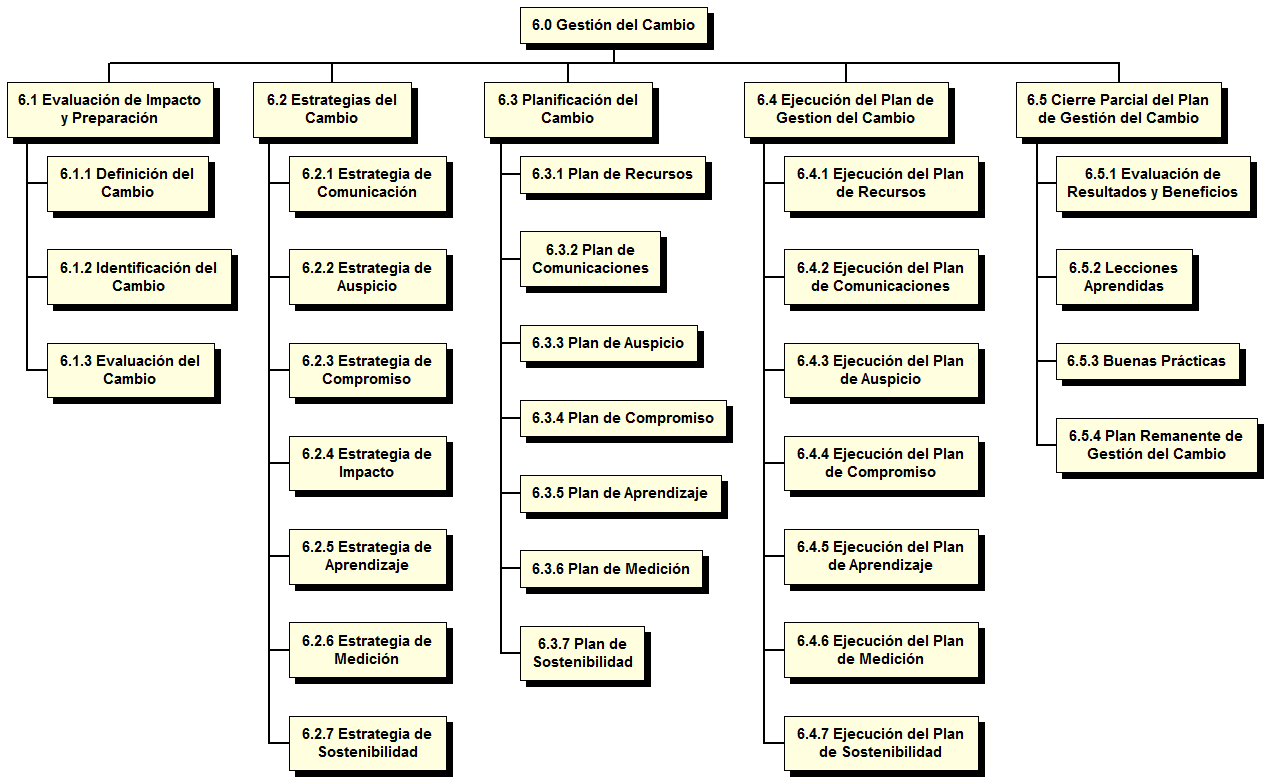 6.0 Gestión del Cambio
6.1 Evaluación de Impacto
y Preparación
6.1.1 Definición del
Cambio
6.1.2 Identificación del
Cambio
6.1.3 Evaluación del
Cambio
6.2 Estrategias del
Cambio
6.2.1 Estrategia de
Comunicación
6.2.2 Estrategia de
Auspicio
6.2.3 Estrategia de
Compromiso
6.2.4 Estrategia de
Impacto
6.2.5 Estrategia de
Aprendizaje
6.2.6 Estrategia de
Medición
6.2.7 Estrategia de
Sostenibilidad
6.3 Planificación del
Cambio
6.3.1 Plan de Recursos
6.3.2 Plan de
Comunicaciones
6.3.3 Plan de Auspicio
6.3.4 Plan de Compromiso
6.3.5 Plan de Aprendizaje
6.3.6 Plan de Medición
6.3.7 Plan de
Sostenibilidad
6.4 Ejecución del Plan de
Gestion del Cambio
6.4.1 Ejecución del Plan
de Recursos
6.4.2 Ejecución del Plan
de Comunicaciones
6.4.3 Ejecución del Plan
de Auspicio
6.4.4 Ejecución del Plan
de Compromiso
6.4.5 Ejecución del Plan
de Aprendizaje
6.4.6 Ejecución del Plan
de Medición
6.4.7 Ejecución del Plan
de Sostenibilidad
6.5 Cierre Parcial del Plan
de Gestión del Cambio
6.5.1 Evaluación de
Resultados y Beneficios
6.5.2 Lecciones
Aprendidas
6.5.3 Buenas Prácticas
6.5.4 Plan Remanente de
Gestión del Cambio